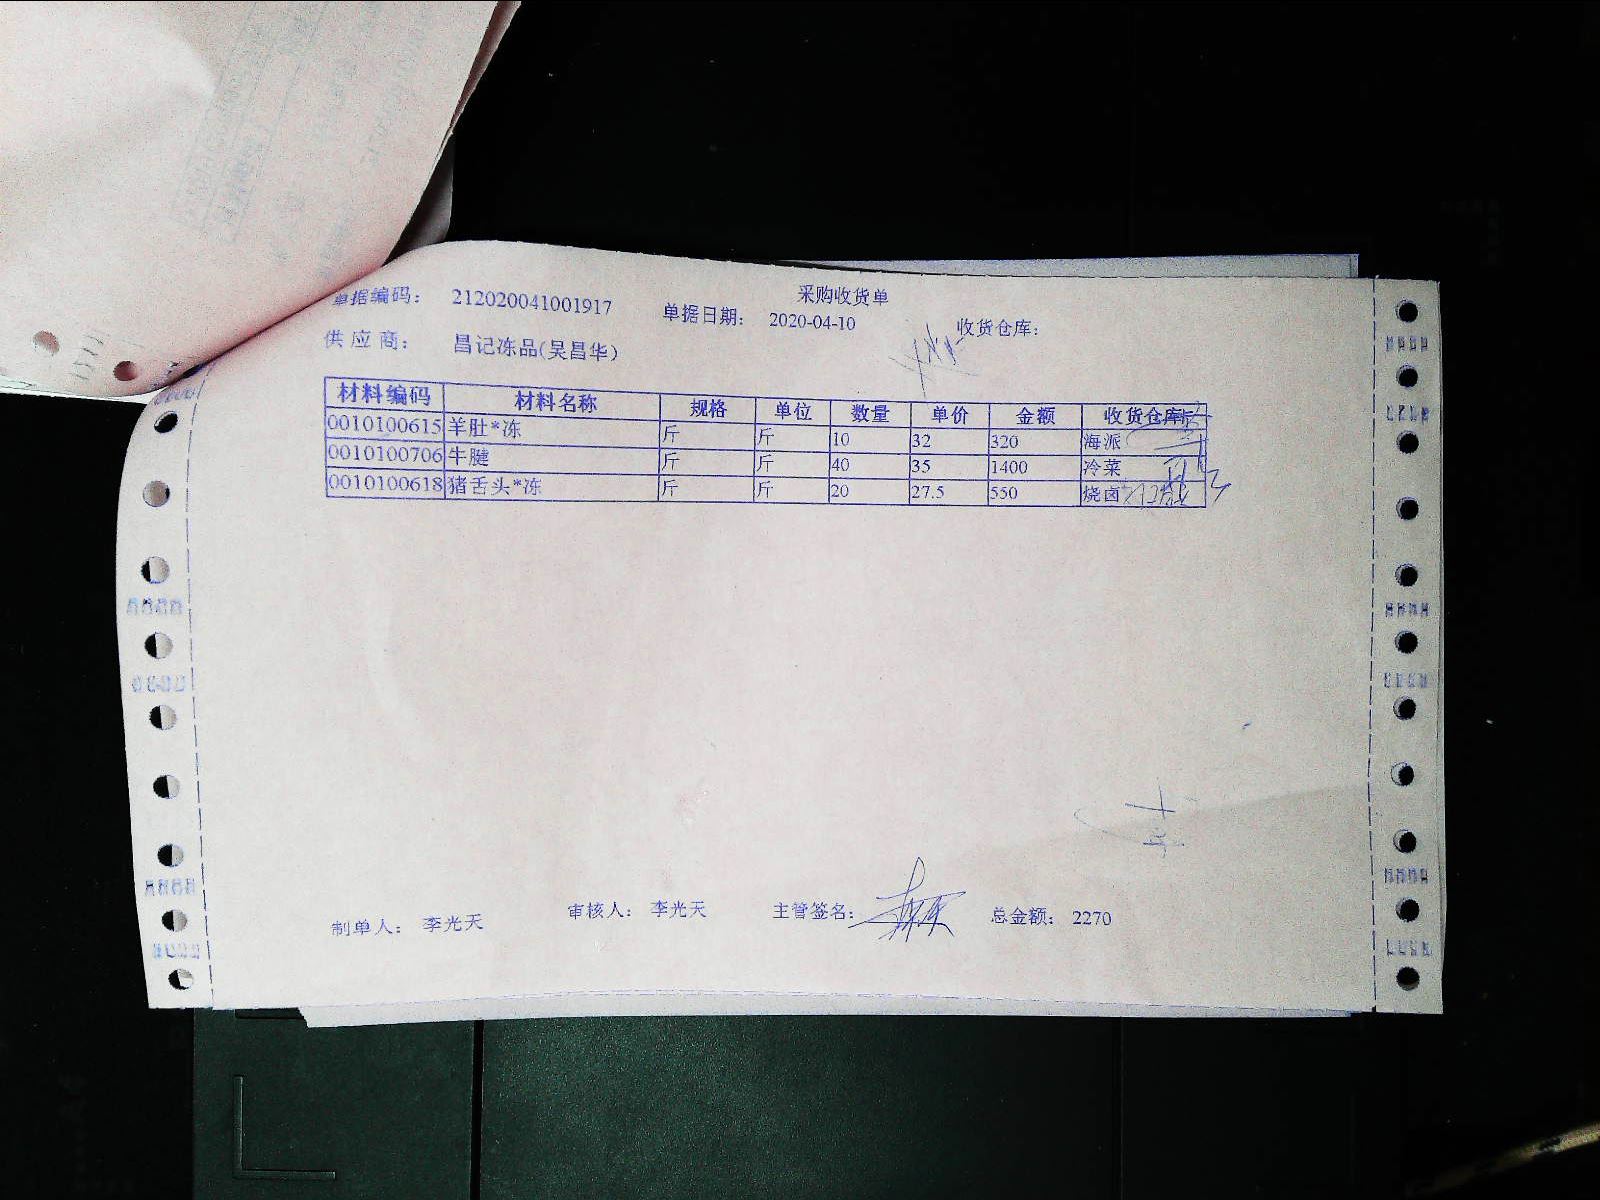 采购收货单
单据编码: 212020041001917 单据日期: 2020-04-10 收货仓库:
供应商: 昌记冻品(吴昌华)
材料编码 材料名称 规格 单位 数量 单价 金额 收货仓库
0010100615 羊肚*冻 斤 斤 10 32 320 海派
0010100706 牛腱 斤 斤 40 35 1400 冷菜
0010100618 猪舌头*冻 斤 斤 20 27.5 550 烧卤
制单人: 李光天 审核人: 李光天 主管签名: 总金额: 2270